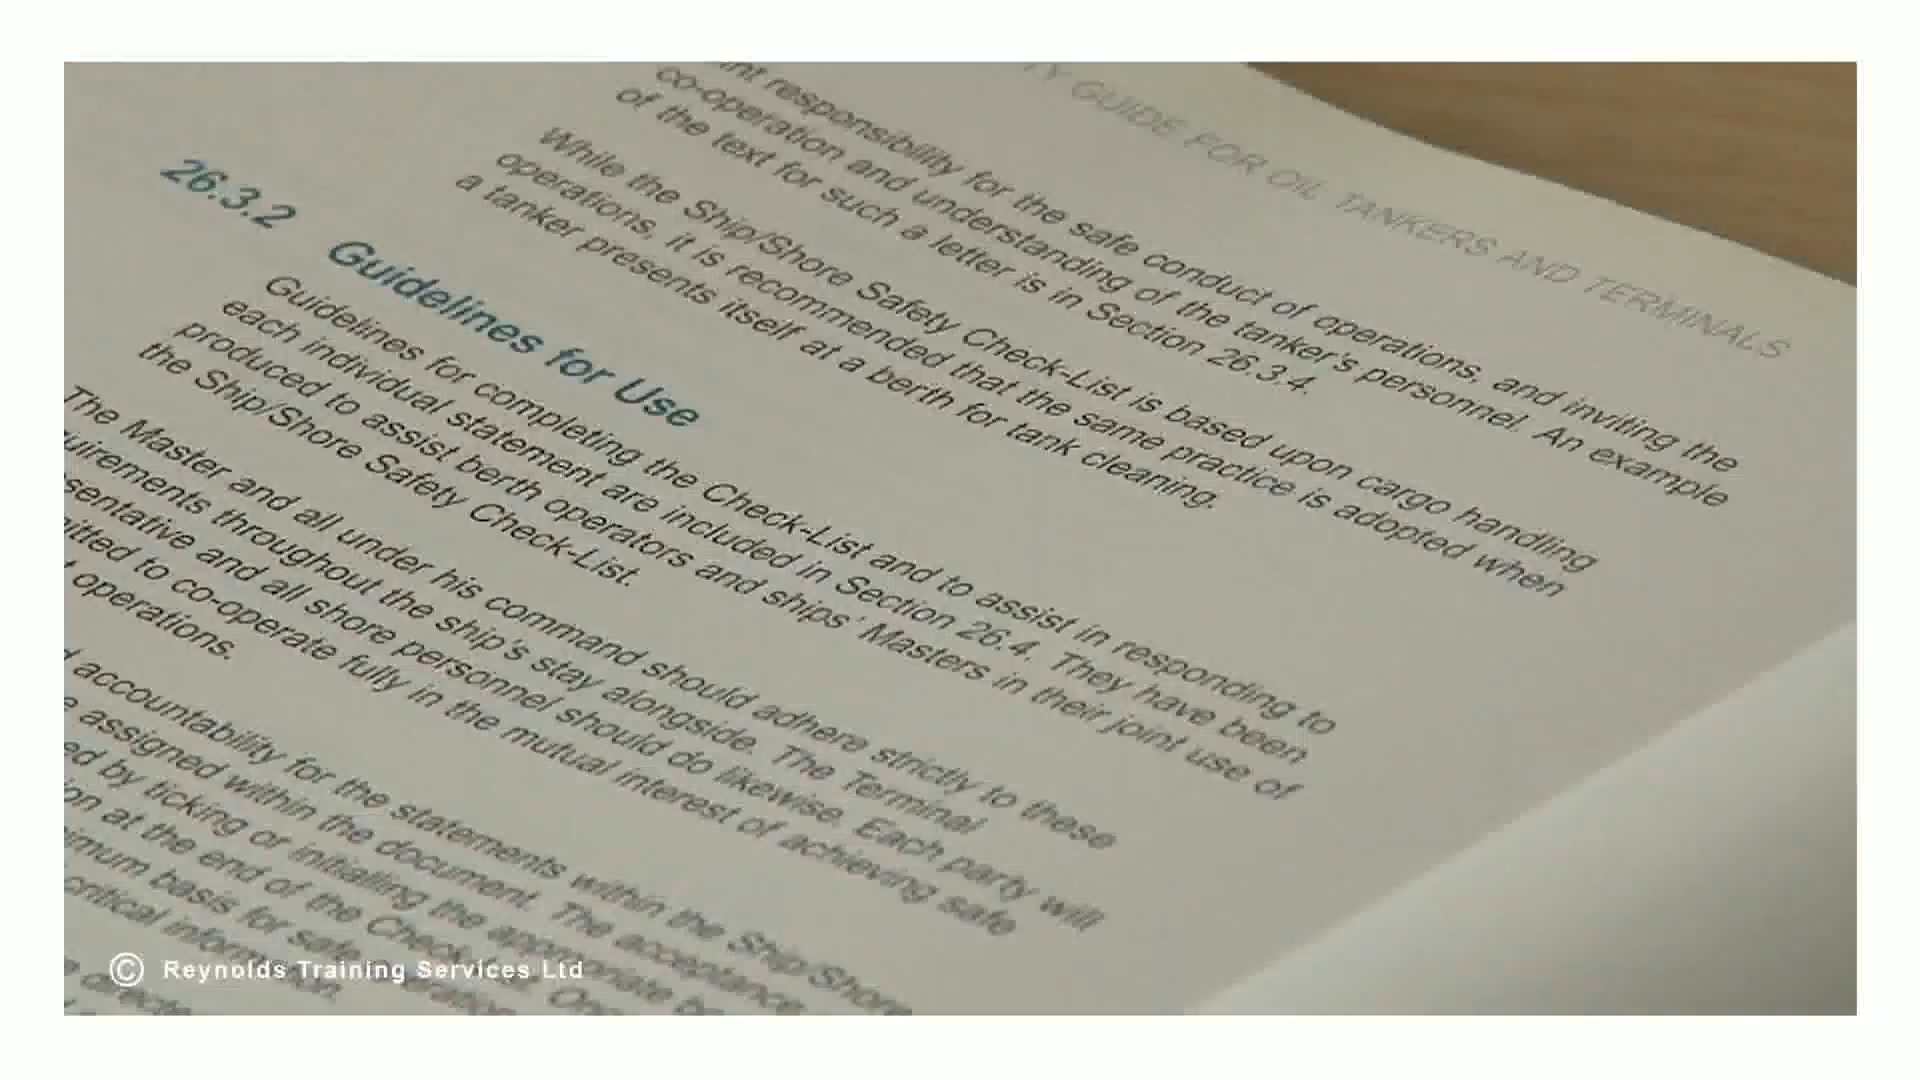 TY GUIDE FOR OIL TANKERS AND TERMINALS
responsibility for the safe conduct of operations, and inviting the
co-operation and understanding of the tanker's personnel. An example
of the text for such a letter is in Section 26.3.4.
While the Ship/Shore Safety Check-List is based upon cargo handling
operations, it is recommended that the same practice is adopted when
a tanker presents itself at a berth for tank cleaning.
26.3.2 Guidelines for Use
Guidelines for completing the Check-List and to assist in responding to
each individual statement are included in Section 26.4. They have been
produced to assist berth operators and ships' Masters in their joint use of
the Ship/Shore Safety Check-List.
The Master and all under his command should adhere strictly to these
uirements throughout the ship's stay alongside. The Terminal
sentative and all shore personnel should do likewise. Each party will
itted to co-operate fully in the mutual interest of achieving safe
operations.
accountability for the statements within the Ship/Shore
assigned within the document. The acceptance
ed by ticking or initialling the appropriate
on at the end of the Check-List. Onc
imum basis for safe operation
critical information.
directly
© Reynolds Training Services Ltd